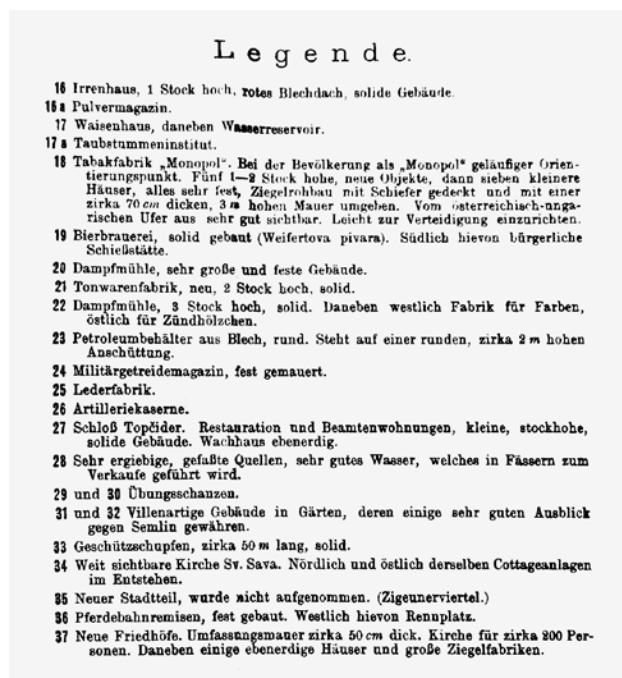 Legende.
16 Irrenhaus, 1 Stock hoch, rotes Blechdach, solide Gebäude.
16a Pulvermagazin.
17 Waisenhaus, daneben Wasserreservoir.
17a Taubstummeninstitut.
18 Tabakfabrik „Monopol“. Bei der Bevölkerung als „Monopol“ geläufiger Orien-
tierungspunkt. Fünf 1—2 Stock hohe, neue Objekte, dann sieben kleinere
Häuser, alles sehr fest, Ziegelrohbau mit Schiefer gedeckt und mit einer
zirka 70 cm dicken, 3 m hohen Mauer umgeben. Vom österreichisch-unga-
rischen Ufer aus sehr gut sichtbar. Leicht zur Verteidigung einzurichten.
19 Bierbrauerei, solid gebaut (Weifertova pivara). Südlich hievon bürgerliche
Schießstätte.
20 Dampfmühle, sehr große und feste Gebäude.
21 Tonwarenfabrik, neu, 2 Stock hoch, solid.
22 Dampfmühle, 3 Stock hoch, solid. Daneben westlich Fabrik für Farben,
östlich für Zündhölzchen.
23 Petroleumbehälter aus Blech, rund. Steht auf einer runden, zirka 2 m hohen
Anschüttung.
24 Militärgetreidemagazin, fest gemauert.
25 Lederfabrik.
26 Artilleriekaserne.
27 Schloß Topčider. Restauration und Beamtenwohnungen, kleine, stockhohe,
solide Gebäude. Wachhaus ebenerdig.
28 Sehr ergiebige, gefaßte Quellen, sehr gutes Wasser, welches in Fässern zum
Verkaufe geführt wird.
29 und 30 Übungsschanzen.
31 und 32 Villenartige Gebäude in Gärten, deren einige sehr guten Ausblick
gegen Semlin gewähren.
33 Geschützschupfen, zirka 50 m lang, solid.
34 Weit sichtbare Kirche Sv. Sava. Nördlich und östlich derselben Cottageanlagen
im Entstehen.
35 Neuer Stadtteil, wurde nicht aufgenommen. (Zigeunerviertel.)
36 Pferdebahnremisen, fest gebaut. Westlich hievon Rennplatz.
37 Neue Friedhöfe. Umfassungsmauer zirka 50 cm dick. Kirche für zirka 200 Per-
sonen. Daneben einige ebenerdige Häuser und große Ziegelfabriken.